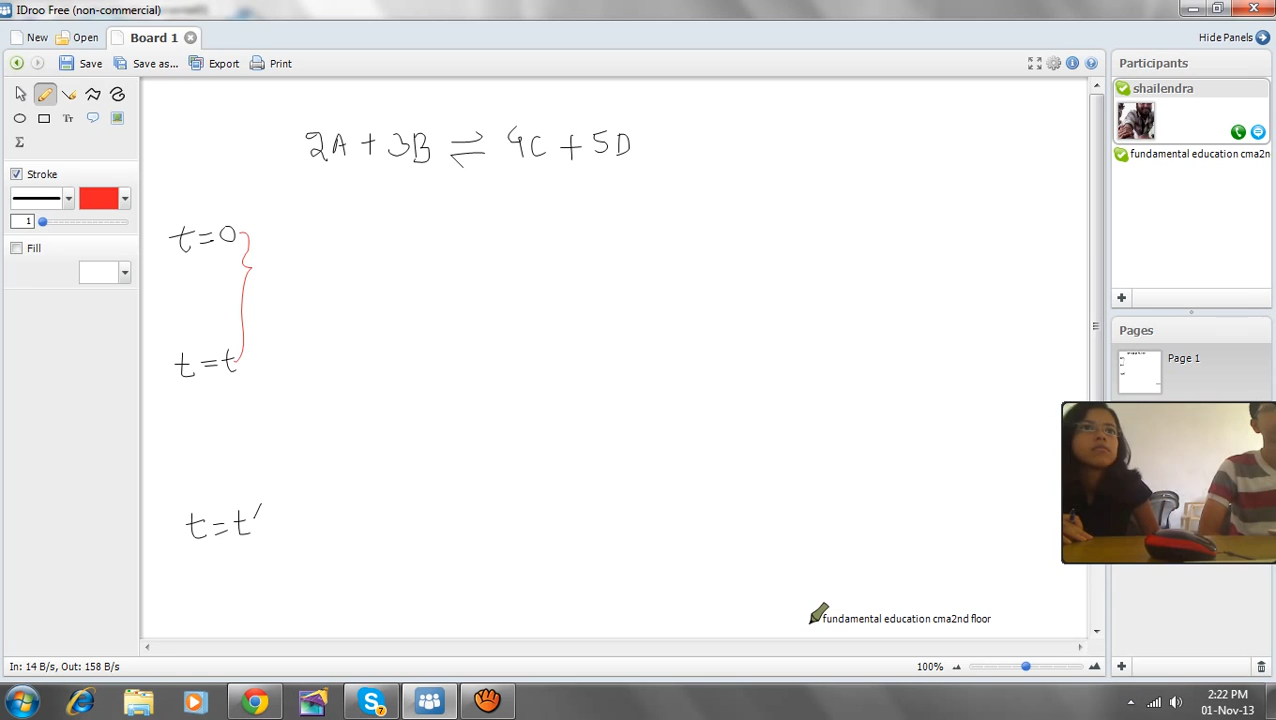 IDroo Free (non-commercial)
New Open Board 1 Hide Panels
Save Save as... Export Print
Participants
shailendra
fundamental education cma2n
Tr
Σ
Stroke
1
Fill
2A + 3B ⇌ 4C + 5D
t=0
t=t
t=t′
Pages
Page 1
fundamental education cma2nd floor
In: 14 B/s, Out: 158 B/s 100%
7
2:22 PM
01-Nov-13